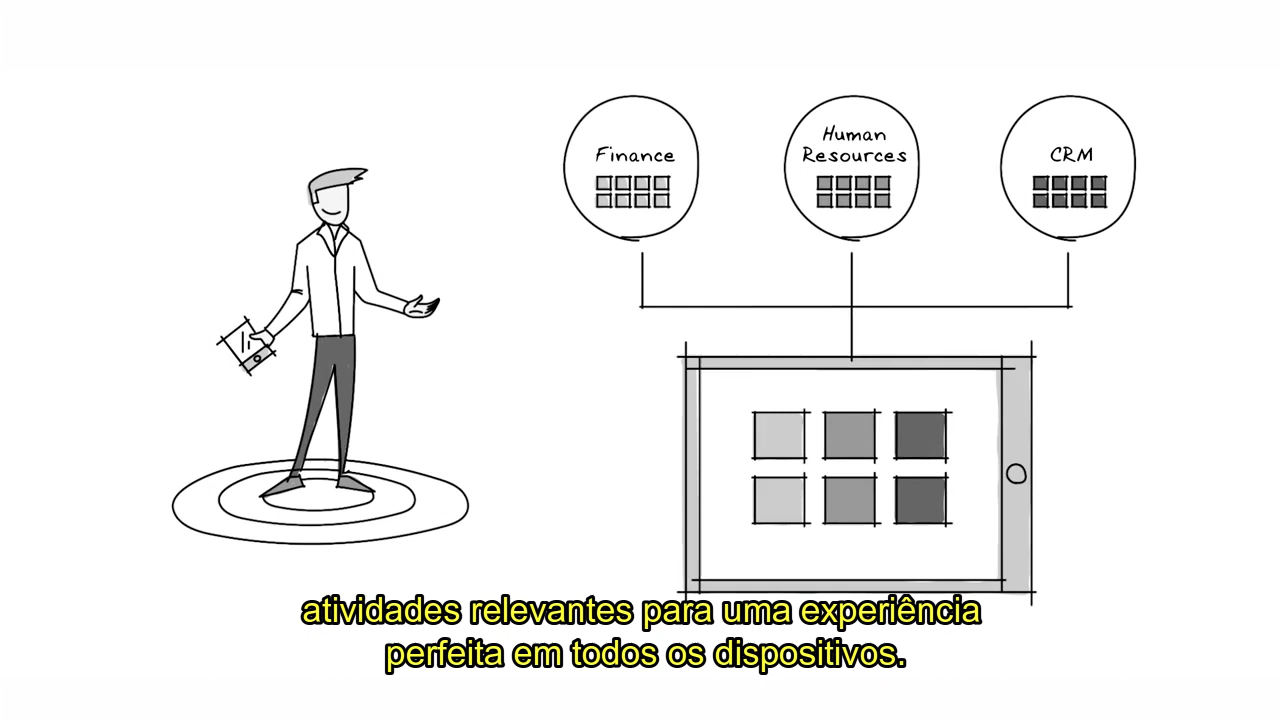 Finance
Human
Resources
CRM
atividades relevantes para uma experiência
perfeita em todos os dispositivos.